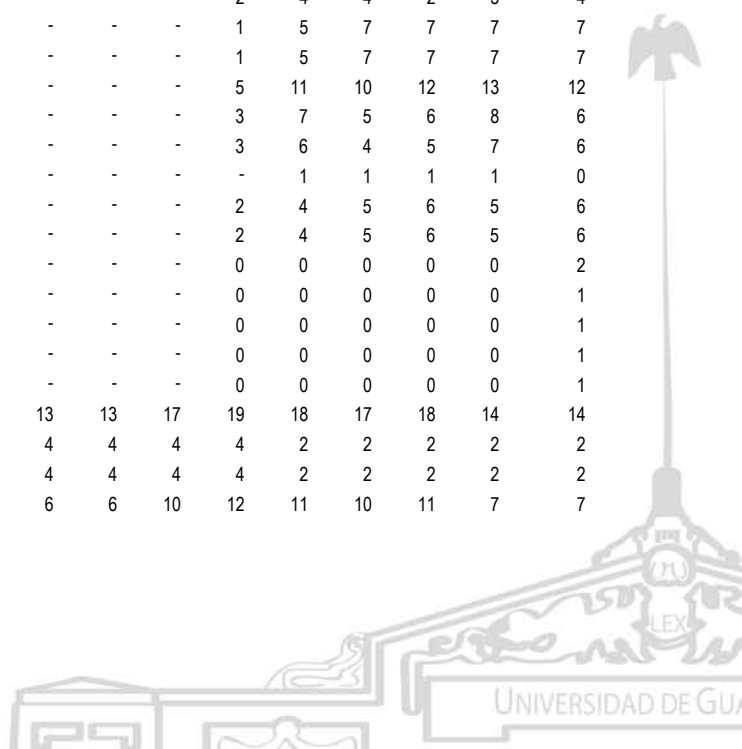 - - - 1 5 7 7 7 7
- - - 1 5 7 7 7 7
- - - 5 11 10 12 13 12
- - - 3 7 5 6 8 6
- - - 3 6 4 5 7 6
- - - - 1 1 1 1 0
- - - 2 4 5 6 5 6
- - - 2 4 5 6 5 6
- - - 0 0 0 0 0 2
- - - 0 0 0 0 0 1
- - - 0 0 0 0 0 1
- - - 0 0 0 0 0 1
- - - 0 0 0 0 0 1
13 13 17 19 18 17 18 14 14
4 4 4 4 2 2 2 2 2
4 4 4 4 2 2 2 2 2
6 6 10 12 11 10 11 7 7
LEX
UNIVERSIDAD DE